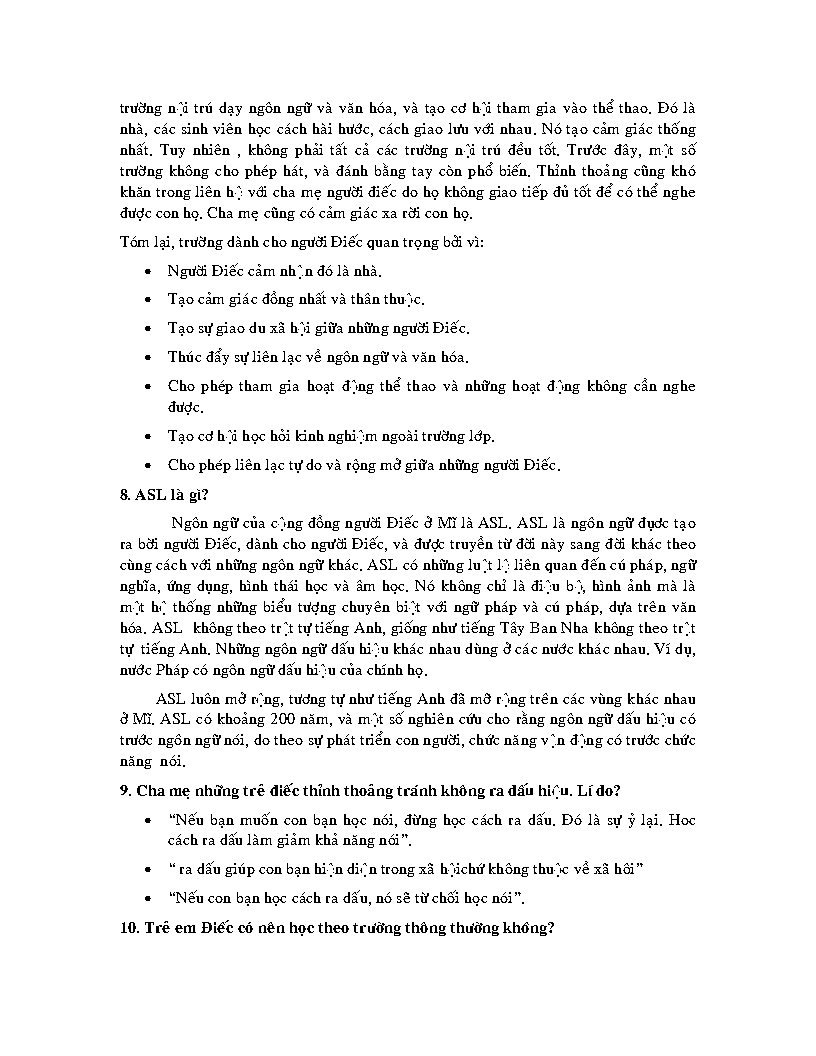 trường nội trú dạy ngôn ngữ và văn hóa, và tạo cơ hội tham gia vào thể thao. Đó là
nhà, các sinh viên học cách hài hước, cách giao lưu với nhau. Nó tạo cảm giác thống
nhất. Tuy nhiên , không phải tất cả các trường nội trú đều tốt. Trước đây, một số
trường không cho phép hát, và đánh bằng tay còn phổ biến. Thỉnh thoảng cũng khó
khăn trong liên hệ với cha mẹ người điếc do họ không giao tiếp đủ tốt để có thể nghe
được con họ. Cha mẹ cũng có cảm giác xa rời con họ.
Tóm lại, trường dành cho người Điếc quan trọng bởi vì:
• Người Điếc cảm nhận đó là nhà.
• Tạo cảm giác đồng nhất và thân thuộc.
• Tạo sự giao du xã hội giữa những người Điếc.
• Thúc đẩy sự liên lạc về ngôn ngữ và văn hóa.
• Cho phép tham gia hoạt động thể thao và những hoạt động không cần nghe
được.
• Tạo cơ hội học hỏi kinh nghiệm ngoài trường lớp.
• Cho phép liên lạc tự do và rộng mở giữa những người Điếc.
8. ASL là gì?
Ngôn ngữ của cộng đồng người Điếc ở Mĩ là ASL. ASL là ngôn ngữ đụơc tạo
ra bời người Điếc, dành cho người Điếc, và được truyền từ đời này sang đời khác theo
cùng cách với những ngôn ngữ khác. ASL có những luật lệ liên quan đến cú pháp, ngữ
nghĩa, ứng dụng, hình thái học và âm học. Nó không chỉ là điệu bộ, hình ảnh mà là
một hệ thống những biểu tượng chuyên biệt với ngữ pháp và cú pháp, dựa trên văn
hóa. ASL  không theo trật tự tiếng Anh, giống như tiếng Tây Ban Nha không theo trật
tự  tiếng Anh. Những ngôn ngữ dấu hiệu khác nhau dùng ở các nước khác nhau. Ví dụ,
nước Pháp có ngôn ngữ dấu hiệu của chính họ.
ASL luôn mở rộng, tương tự như tiếng Anh đã mỡ rộng trên các vùng khác nhau
ở Mĩ. ASL có khoảng 200 năm, và một số nghiên cứu cho rằng ngôn ngữ dấu hiệu có
trước ngôn ngữ nói, do theo sự phát triển con người, chức năng vận động có trước chức
năng  nói.
9. Cha mẹ những trẻ điếc thỉnh thoảng tránh không ra dấu hiệu. Lí do?
• “Nếu bạn muốn con bạn học nói, đừng học cách ra dấu. Đó là sự ỷ lại. Hoc
cách ra dấu làm giảm khả năng nói”.
• “ ra dấu giúp con bạn hiện diện trong xã hộichứ không thuộc về xã hôi”
• “Nếu con bạn học cách ra dấu, nó sẽ từ chối học nói”.
10. Trẻ em Điếc có nên học theo trường thông thường không?